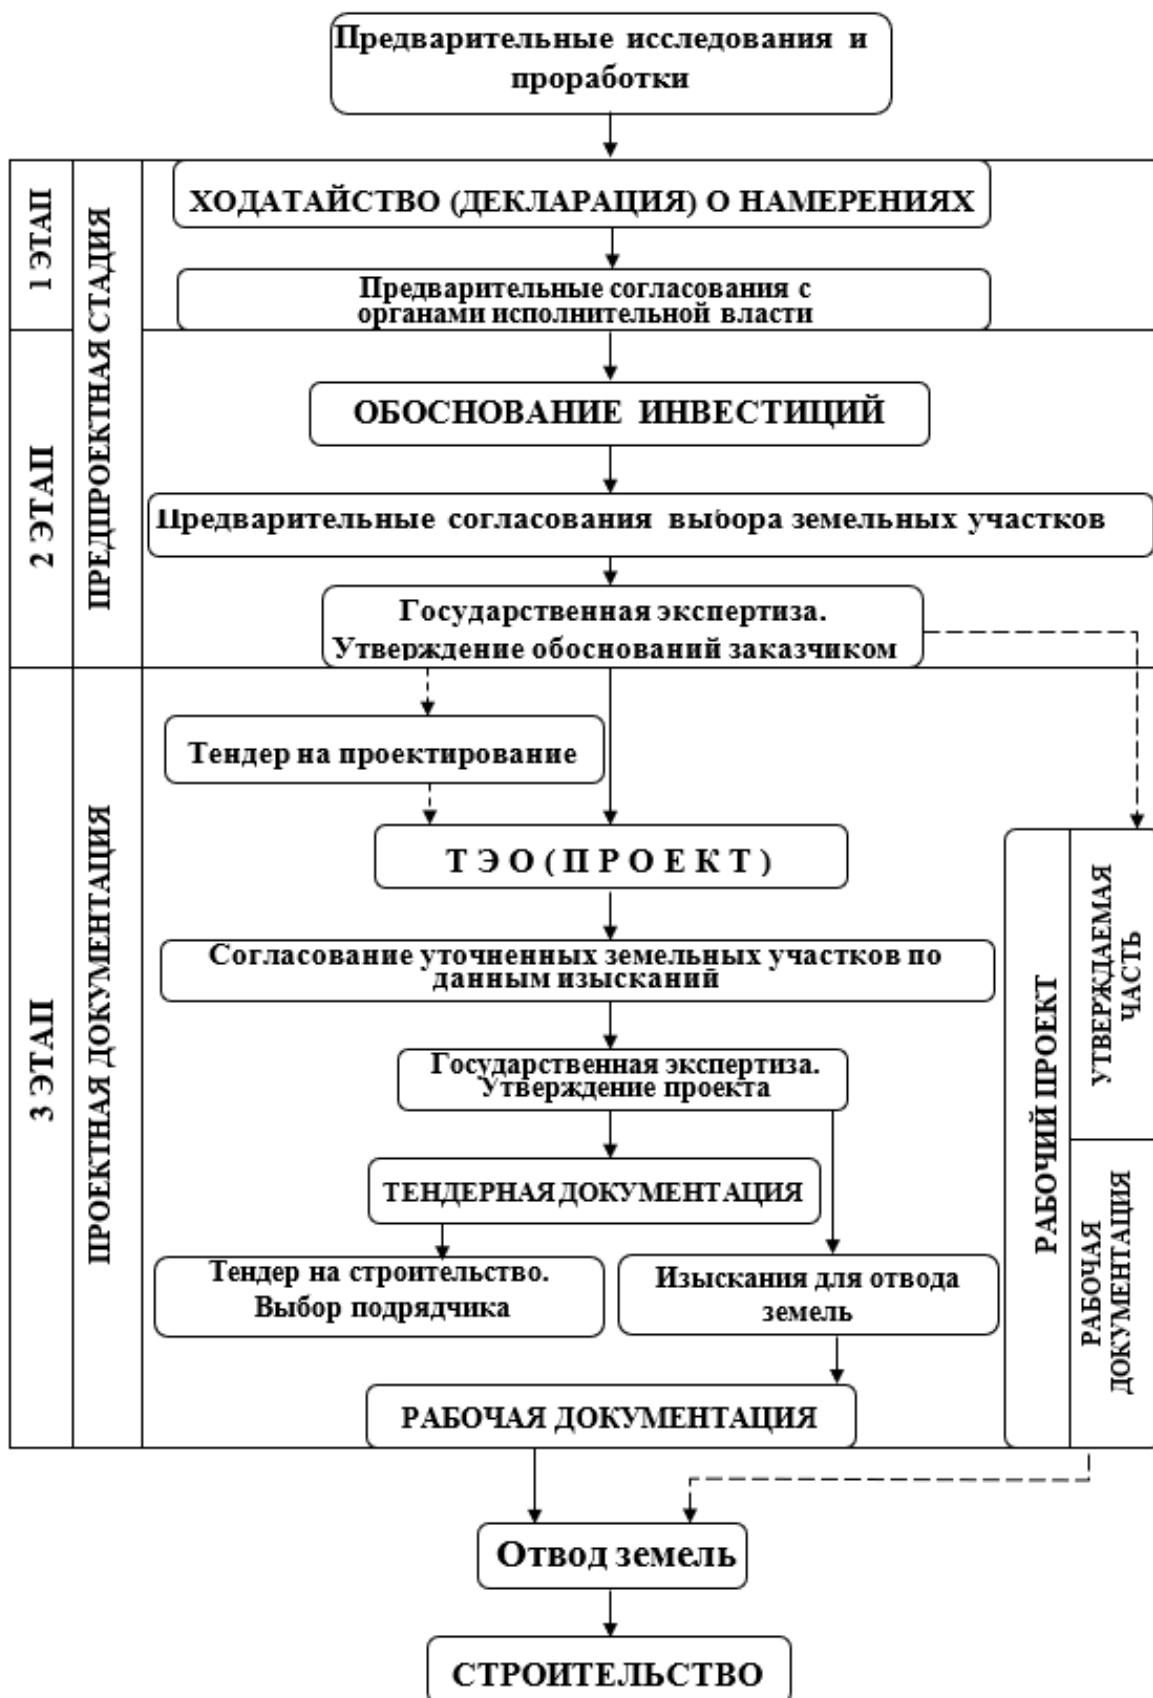 Предварительные исследования и
проработки
1 ЭТАП
ПРЕДПРОЕКТНАЯ СТАДИЯ
ХОДАТАЙСТВО (ДЕКЛАРАЦИЯ) О НАМЕРЕНИЯХ
Предварительные согласования с
органами исполнительной власти
2 ЭТАП
ОБОСНОВАНИЕ ИНВЕСТИЦИЙ
Предварительные согласования выбора земельных участков
Государственная экспертиза.
Утверждение обоснований заказчиком
3 ЭТАП
ПРОЕКТНАЯ ДОКУМЕНТАЦИЯ
Тендер на проектирование
Т Э О ( П Р О Е К Т )
Согласование уточненных земельных участков по
данным изысканий
Государственная экспертиза.
Утверждение проекта
ТЕНДЕРНАЯ ДОКУМЕНТАЦИЯ
Тендер на строительство.
Выбор подрядчика
Изыскания для отвода
земель
РАБОЧАЯ ДОКУМЕНТАЦИЯ
РАБОЧИЙ ПРОЕКТ
УТВЕРЖДАЕМАЯ
ЧАСТЬ
РАБОЧАЯ
ДОКУМЕНТАЦИЯ
Отвод земель
СТРОИТЕЛЬСТВО